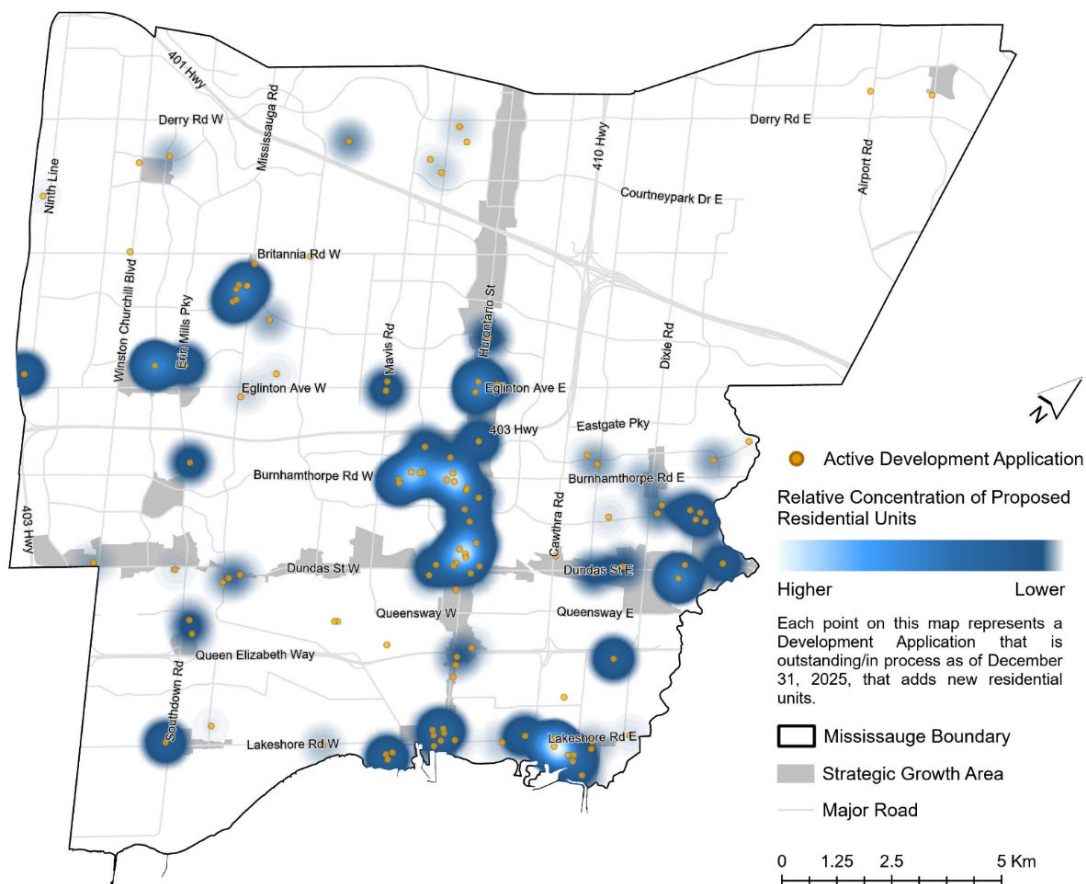 401 Hwy
Mississauga Rd
Derry Rd W
410 Hwy
Derry Rd E
Airport Rd
Ninth Line
Courtneypark Dr E
Britannia Rd W
Winston Churchill Blvd
Erin Mills Pky
Hurontario St
Mavis Rd
Dixie Rd
Eglinton Ave W
Eglinton Ave E
403 Hwy
Eastgate Pky
N
Burnhamthorpe Rd W
Burnhamthorpe Rd E
403 Hwy
Cawthra Rd
Dundas St W
Dundas St E
Queensway W
Queensway E
Queen Elizabeth Way
Southdown Rd
Lakeshore Rd W
Lakeshore Rd E
Active Development Application
Relative Concentration of Proposed
Residential Units
Higher Lower
Each point on this map represents a
Development Application that is
outstanding/in process as of December
31, 2025, that adds new residential
units.
Mississauge Boundary
Strategic Growth Area
Major Road
0 1.25 2.5 5 Km